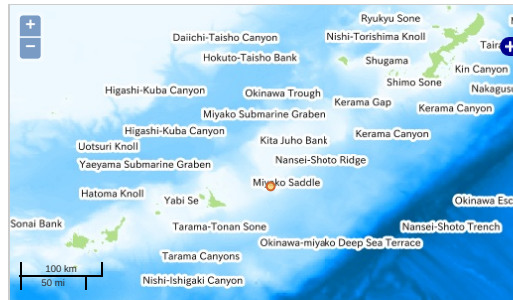 +
−
Ryukyu Sone
Daiichi-Taisho Canyon
Nishi-Torishima Knoll
Taira
+
Hokuto-Taisho Bank
Shugama
Kin Canyon
Shimo Sone
Higashi-Kuba Canyon
Okinawa Trough
Nakagusu
Kerama Gap
Kerama Canyon
Miyako Submarine Graben
Higashi-Kuba Canyon
Kerama Canyon
Uotsuri Knoll
Kita Juho Bank
Yaeyama Submarine Graben
Nansei-Shoto Ridge
Miyako Saddle
Hatoma Knoll
Yabi Se
Okinawa Esc
Sonai Bank
Tarama-Tonan Sone
Nansei-Shoto Trench
Okinawa-miyako Deep Sea Terrace
Tarama Canyons
100 km
50 mi
Nishi-Ishigaki Canyon